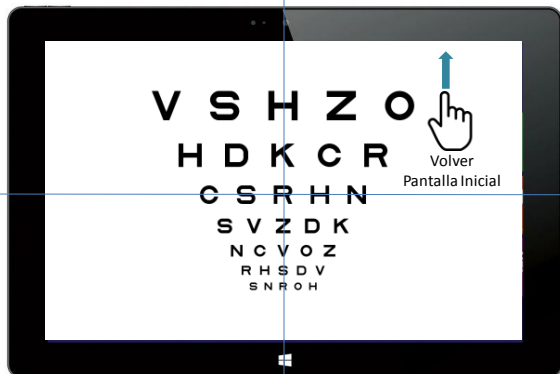 V S H Z O
H D K C R
Volver
Pantalla Inicial
C S R H N
S V Z D K
N C V O Z
R H S D V
S N R O H